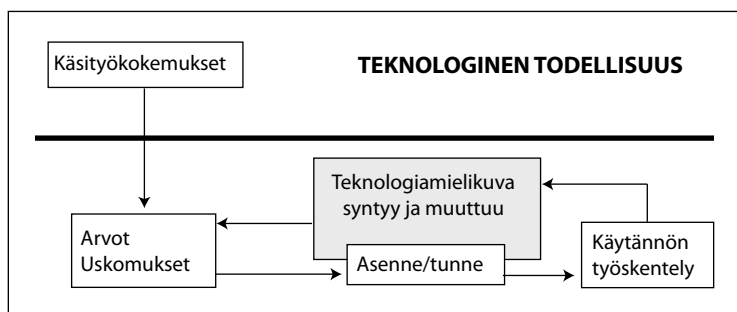 Käsityökokemukset
TEKNOLOGINEN TODELLISUUS
Teknologiamielikuva
syntyy ja muuttuu
Arvot
Uskomukset
Asenne/tunne
Käytännön
työskentely